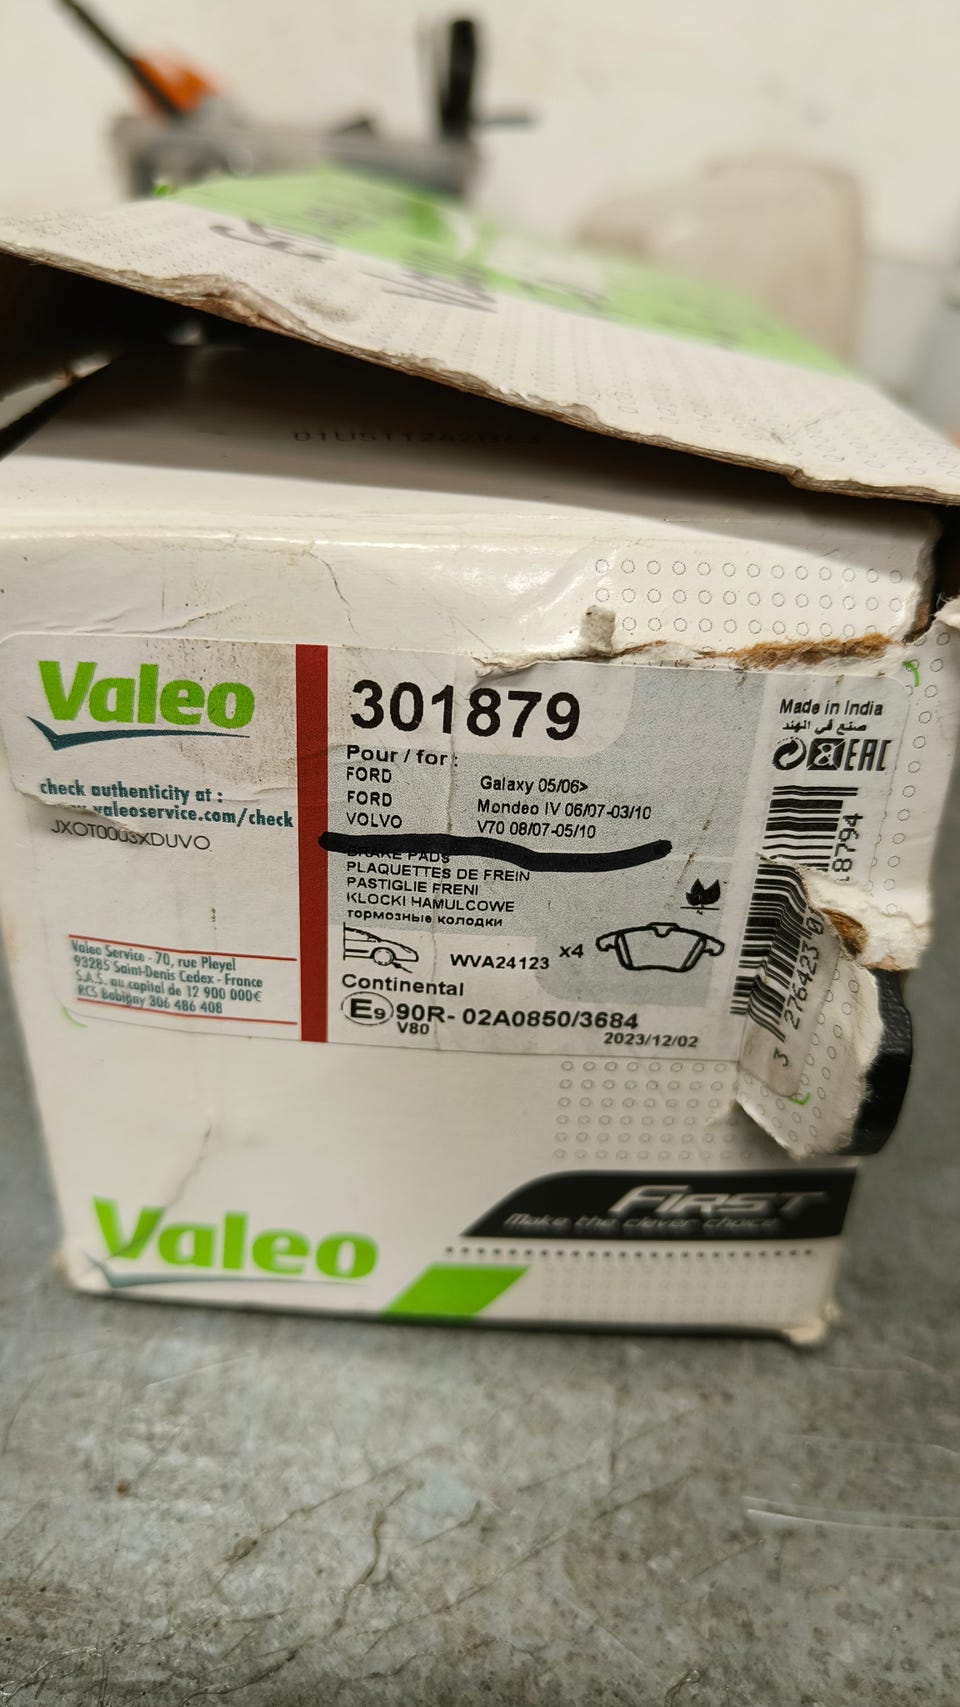 Valeo
check authenticity at :
valeoservice.com/check
Valeo Service - 70, rue Pleyel
93285 Saint-Denis Cedex - France
S.A.S. au capital de 12 900 000€
RCS Bobigny 306 486 408
301879
Pour / for :
FORD Galaxy 05/06>
FORD Mondeo IV 06/07-03/10
VOLVO V70 08/07-05/10
BRAKE PADS
PLAQUETTES DE FREIN
PASTIGLIE FRENI
KLOCKI HAMULCOWE
тормозные колодки
WVA24123 x4
Continental
E9 90R- 02A0850/3684
V80
2023/12/02
Made in India
صنع في الهند
EAC
3 276423
8794
FIRST
Make the clever choice
Valeo